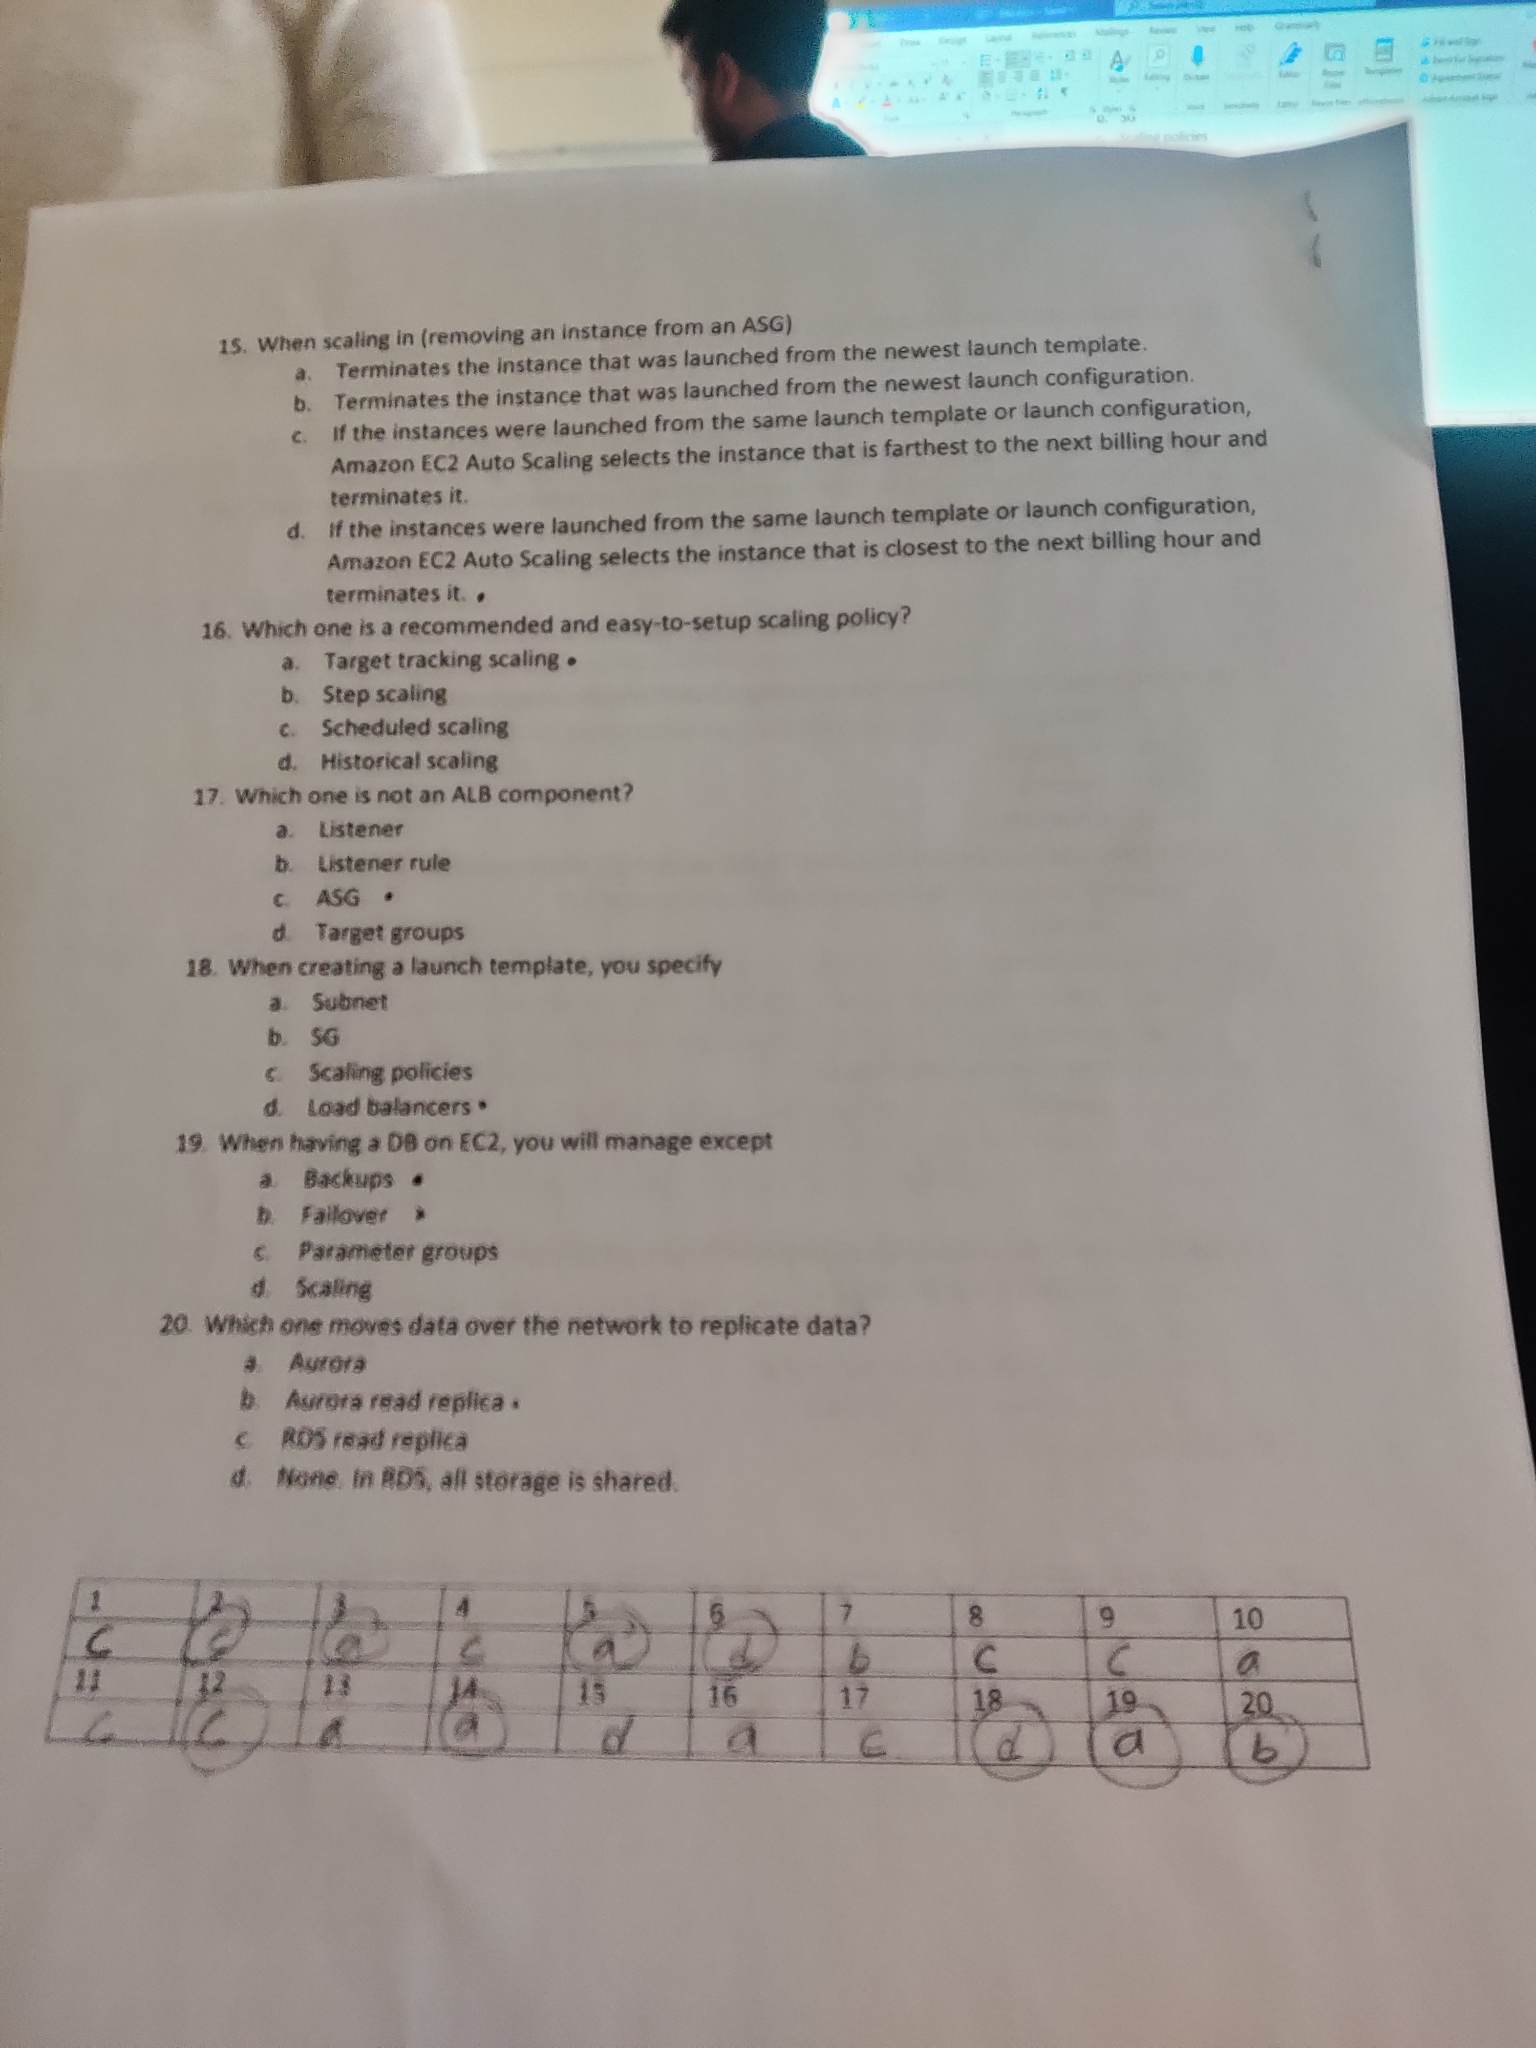 Mailings
Review
View
Help
Grammarly
Scaling policies
15. When scaling in (removing an instance from an ASG)
a. Terminates the instance that was launched from the newest launch template.
b. Terminates the instance that was launched from the newest launch configuration.
c. If the instances were launched from the same launch template or launch configuration,
Amazon EC2 Auto Scaling selects the instance that is farthest to the next billing hour and
terminates it.
d. If the instances were launched from the same launch template or launch configuration,
Amazon EC2 Auto Scaling selects the instance that is closest to the next billing hour and
terminates it.
16. Which one is a recommended and easy-to-setup scaling policy?
a. Target tracking scaling
b. Step scaling
c. Scheduled scaling
d. Historical scaling
17. Which one is not an ALB component?
a. Listener
b. Listener rule
c. ASG
d. Target groups
18. When creating a launch template, you specify
a. Subnet
b. SG
c. Scaling policies
d. Load balancers
19. When having a DB on EC2, you will manage except
a. Backups
b. Failover
c. Parameter groups
d. Scaling
20. Which one moves data over the network to replicate data?
a. Aurora
b. Aurora read replica
c. RDS read replica
d. None. In RDS, all storage is shared.
1 2 3 4 5 6 7 8 9 10
c c a c a d b c c a
11 12 13 14 15 16 17 18 19 20
c c a a d a c d a b